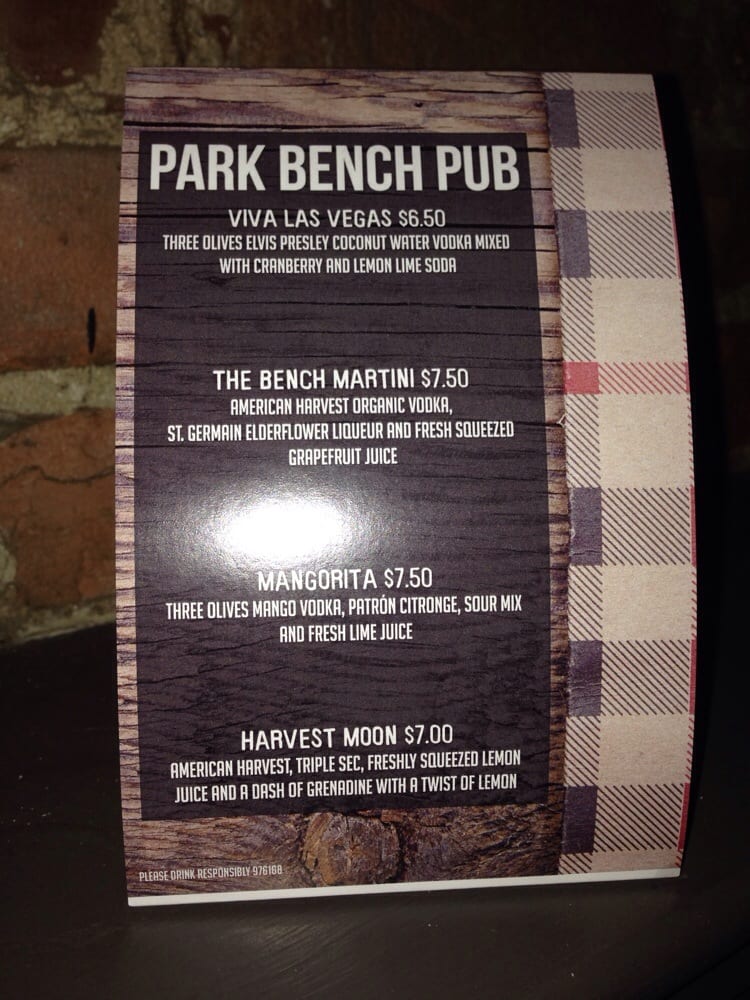 PARK BENCH PUB
VIVA LAS VEGAS $6.50
THREE OLIVES ELVIS PRESLEY COCONUT WATER VODKA MIXED
WITH CRANBERRY AND LEMON LIME SODA
THE BENCH MARTINI $7.50
AMERICAN HARVEST ORGANIC VODKA,
ST. GERMAIN ELDERFLOWER LIQUEUR AND FRESH SQUEEZED
GRAPEFRUIT JUICE
MANGORITA $7.50
THREE OLIVES MANGO VODKA, PATRÓN CITRONGE, SOUR MIX
AND FRESH LIME JUICE
HARVEST MOON $7.00
AMERICAN HARVEST, TRIPLE SEC, FRESHLY SQUEEZED LEMON
JUICE AND A DASH OF GRENADINE WITH A TWIST OF LEMON
PLEASE DRINK RESPONSIBLY 976168